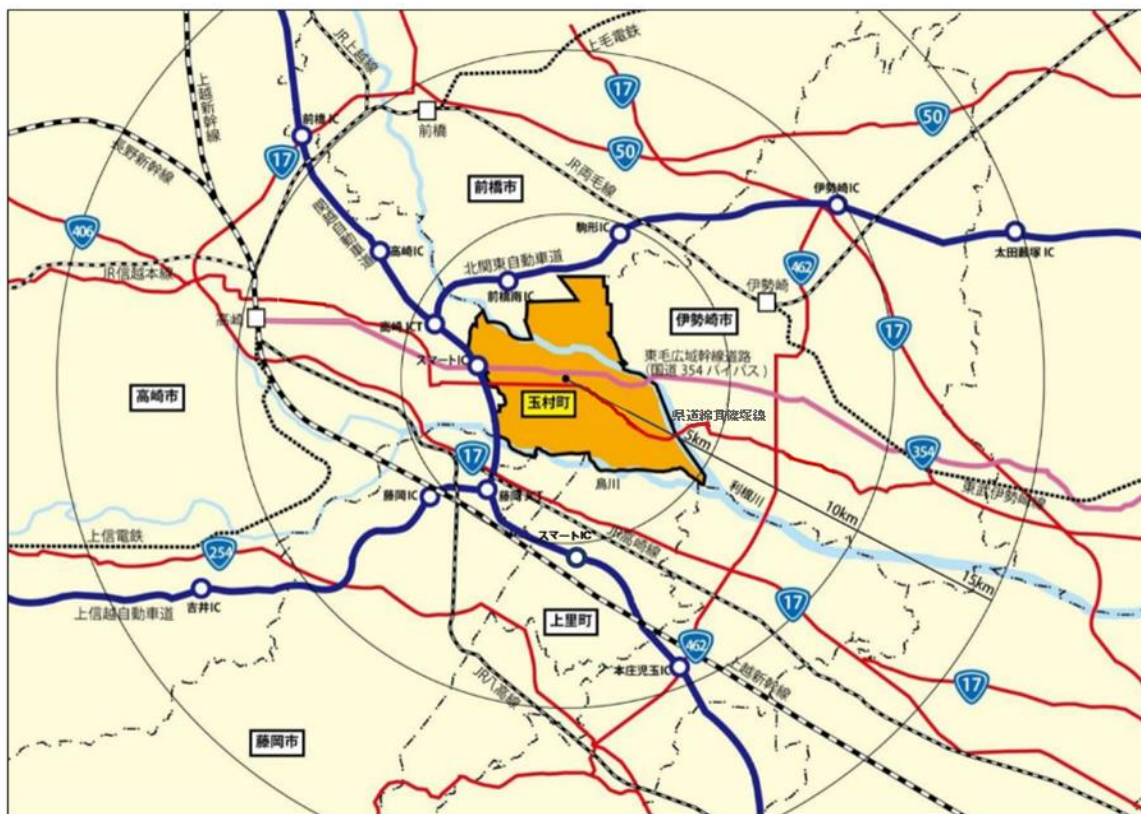 上毛電鉄
JR上越線
上越新幹線
17
前橋IC
前橋
50
50
長野新幹線
17
JR両毛線
前橋市
伊勢崎IC
406
関越自動車道
駒形IC
高崎IC
北関東自動車道
太田藪塚IC
462
JR信越本線
前橋南IC
伊勢崎
高崎
高崎JCT
伊勢崎市
17
スマートIC
東毛広域幹線道路
(国道354バイパス)
高崎市
玉村町
県道綿貫篠塚線
5km
17
354
藤岡IC
藤岡JCT
烏川
利根川
東武伊勢崎線
10km
上信電鉄
スマートIC
JR高崎線
254
15km
吉井IC
上信越自動車道
17
上里町
462
本庄児玉IC
上越新幹線
17
JR八高線
藤岡市